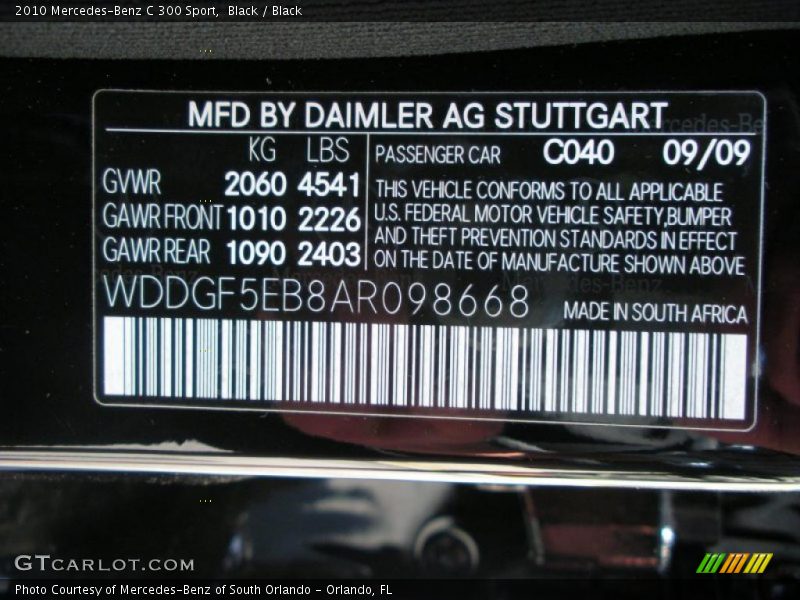 2010 Mercedes-Benz C 300 Sport,  Black / Black
MFD BY DAIMLER AG STUTTGART
KG LBS
GVWR 2060 4541
GAWR FRONT 1010 2226
GAWR REAR 1090 2403
PASSENGER CAR C040 09/09
THIS VEHICLE CONFORMS TO ALL APPLICABLE
U.S. FEDERAL MOTOR VEHICLE SAFETY,BUMPER
AND THEFT PREVENTION STANDARDS IN EFFECT
ON THE DATE OF MANUFACTURE SHOWN ABOVE
WDDGF5EB8AR098668 MADE IN SOUTH AFRICA
GTCARLOT.COM
Photo Courtesy of Mercedes-Benz of South Orlando - Orlando, FL